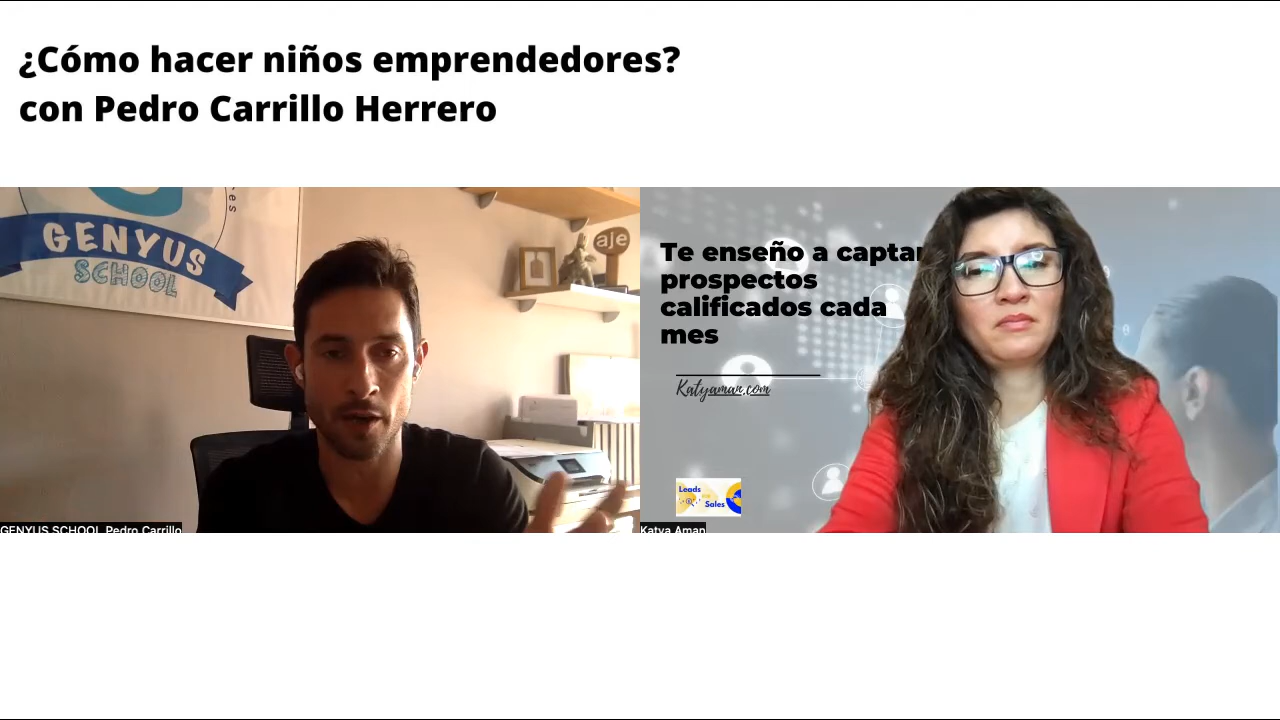 ¿Cómo hacer niños emprendedores?
con Pedro Carrillo Herrero
es
GENYUS
SCHOOL
aje
Te enseño a captar
prospectos
calificados cada
mes
Katyaman.com
Leads
Sales
GENYUS SCHOOL Pedro Carrillo
Katya Aman